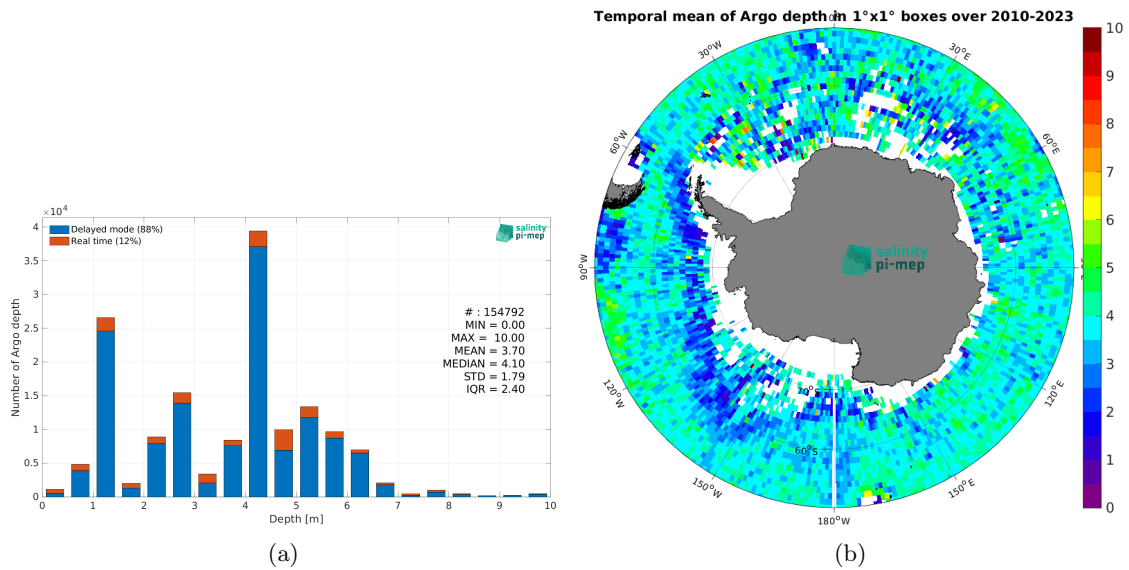 ×10⁴
Delayed mode (88%)
Real time (12%)
salinity
pi-mep
# : 154792
MIN = 0.00
MAX = 10.00
MEAN = 3.70
MEDIAN = 4.10
STD = 1.79
IQR = 2.40
4
3.5
3
2.5
2
1.5
1
0.5
0
Number of Argo depth
0 1 2 3 4 5 6 7 8 9 10
Depth [m]
(a)
Temporal mean of Argo depth in 1°x1° boxes over 2010-2023
30°W
30°E
60°W
60°E
90°W
120°W
120°E
150°W
150°E
180°W
70°S
60°S
salinity
pi-mep
10
9
8
7
6
5
4
3
2
1
0
(b)